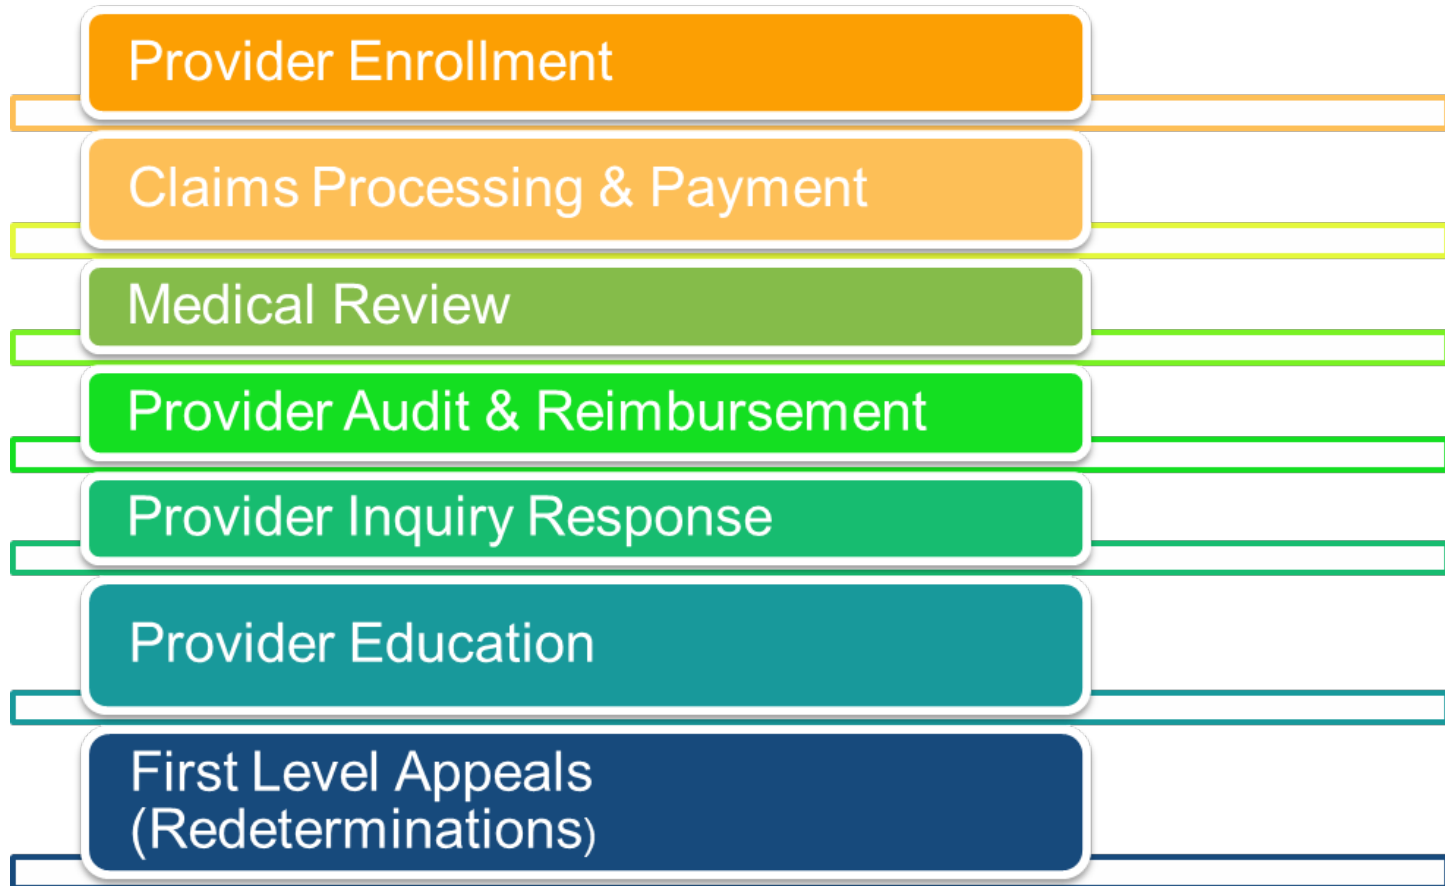 Provider Enrollment
Claims Processing & Payment
Medical Review
Provider Audit & Reimbursement
Provider Inquiry Response
Provider Education
First Level Appeals
(Redeterminations)